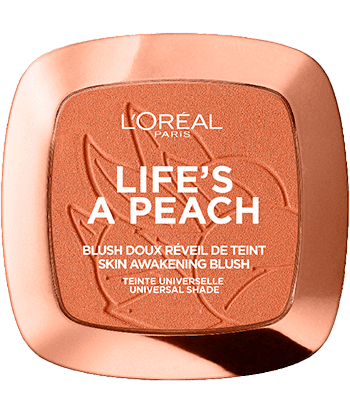 L'ORÉAL
PARIS
LIFE'S
A PEACH
BLUSH DOUX RÉVEIL DE TEINT
SKIN AWAKENING BLUSH
TEINTE UNIVERSELLE
UNIVERSAL SHADE